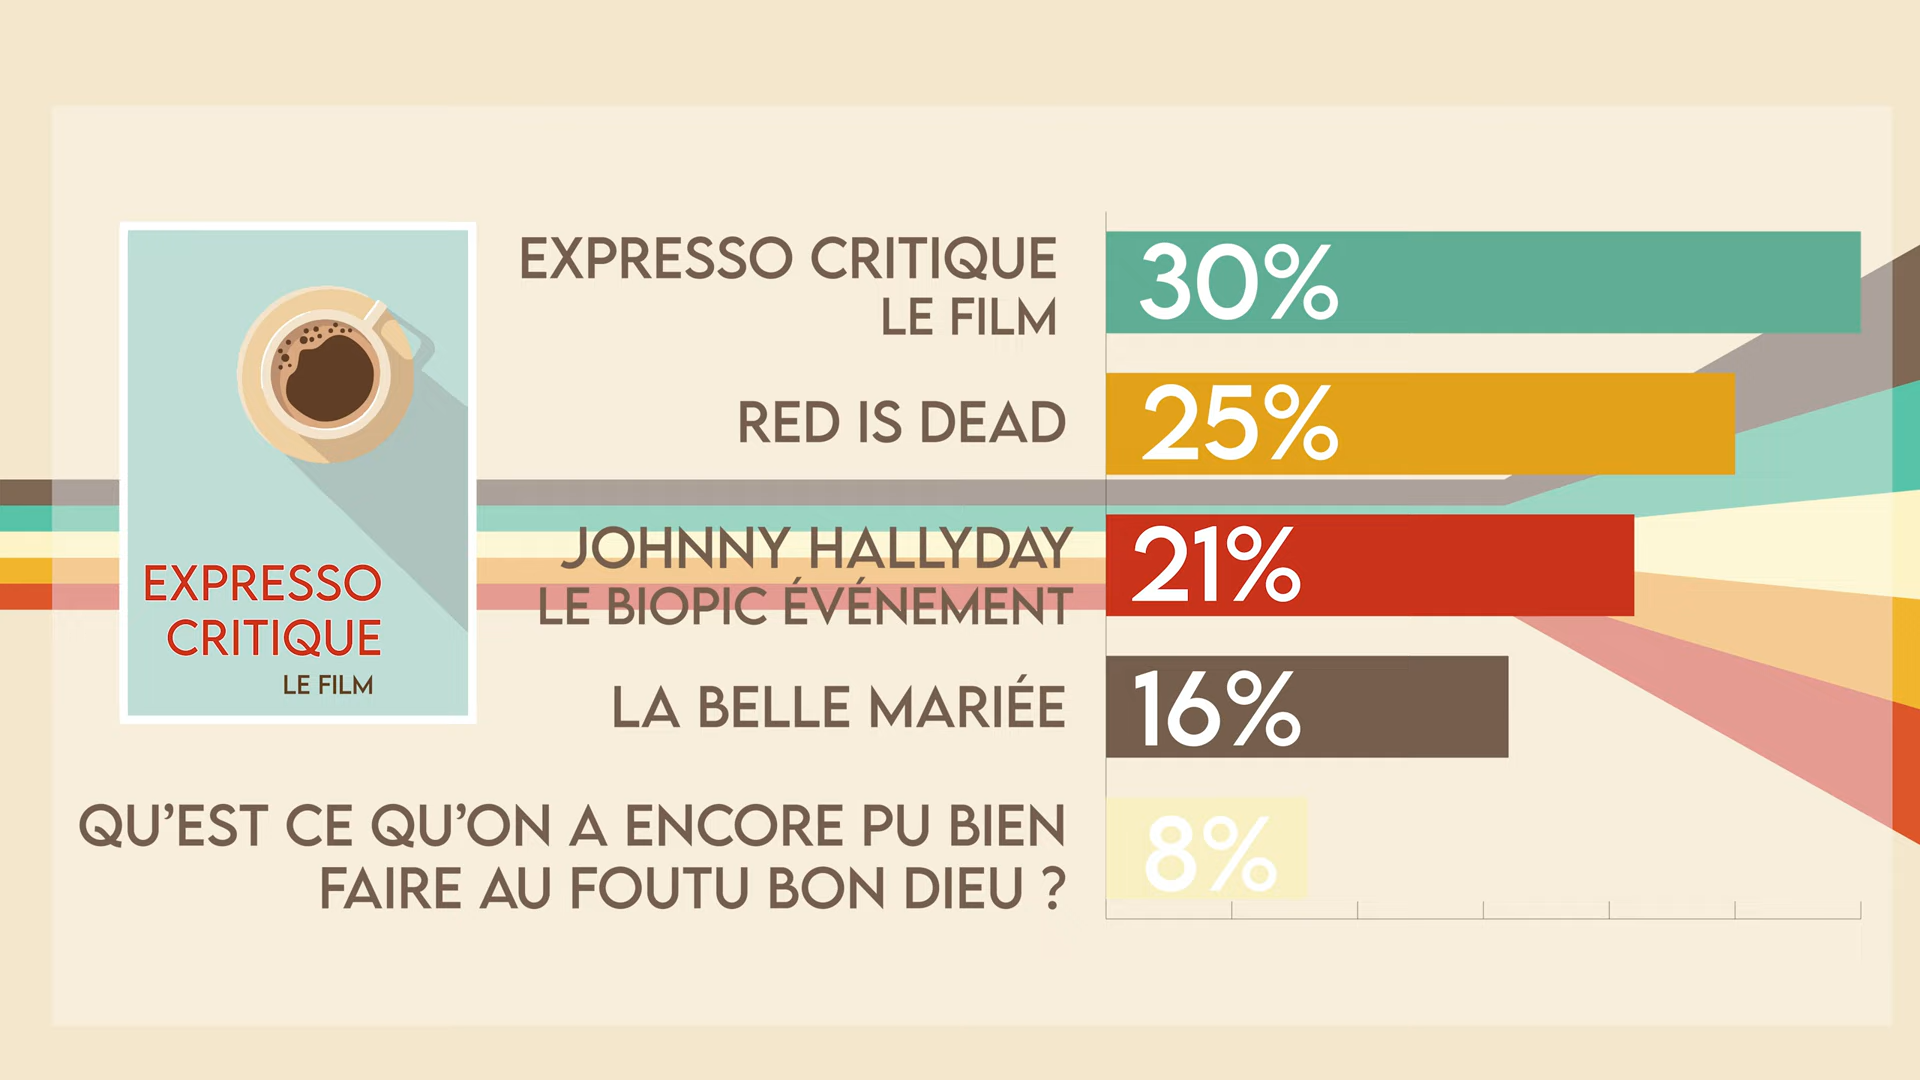 EXPRESSO
CRITIQUE
LE FILM
EXPRESSO CRITIQUE
LE FILM
30%
RED IS DEAD
25%
JOHNNY HALLYDAY
LE BIOPIC ÉVÉNEMENT
21%
LA BELLE MARIÉE
16%
QU’EST CE QU’ON A ENCORE PU BIEN
FAIRE AU FOUTU BON DIEU ?
8%